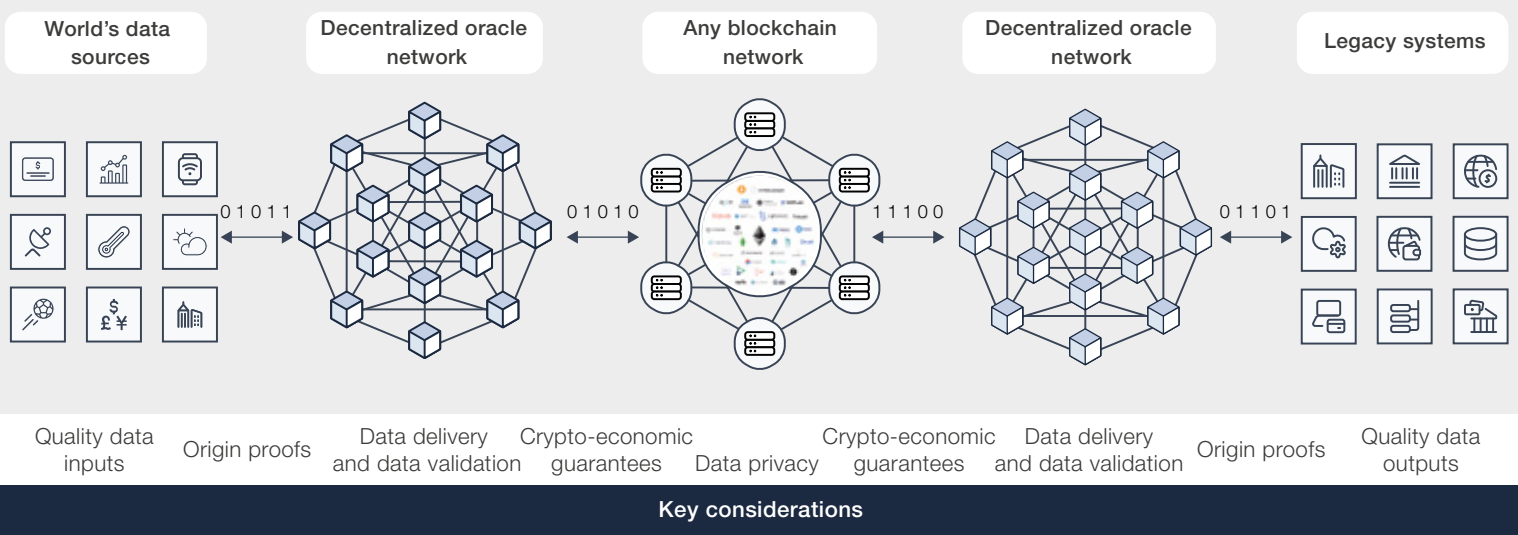 World's data
sources
Decentralized oracle
network
Any blockchain
network
Decentralized oracle
network
Legacy systems
01011
01010
11100
01101
$
$
$
£ ¥
Quality data
inputs
Origin proofs
Data delivery
and data validation
Crypto-economic
guarantees
Data privacy
Crypto-economic
guarantees
Data delivery
and data validation
Origin proofs
Quality data
outputs
Key considerations